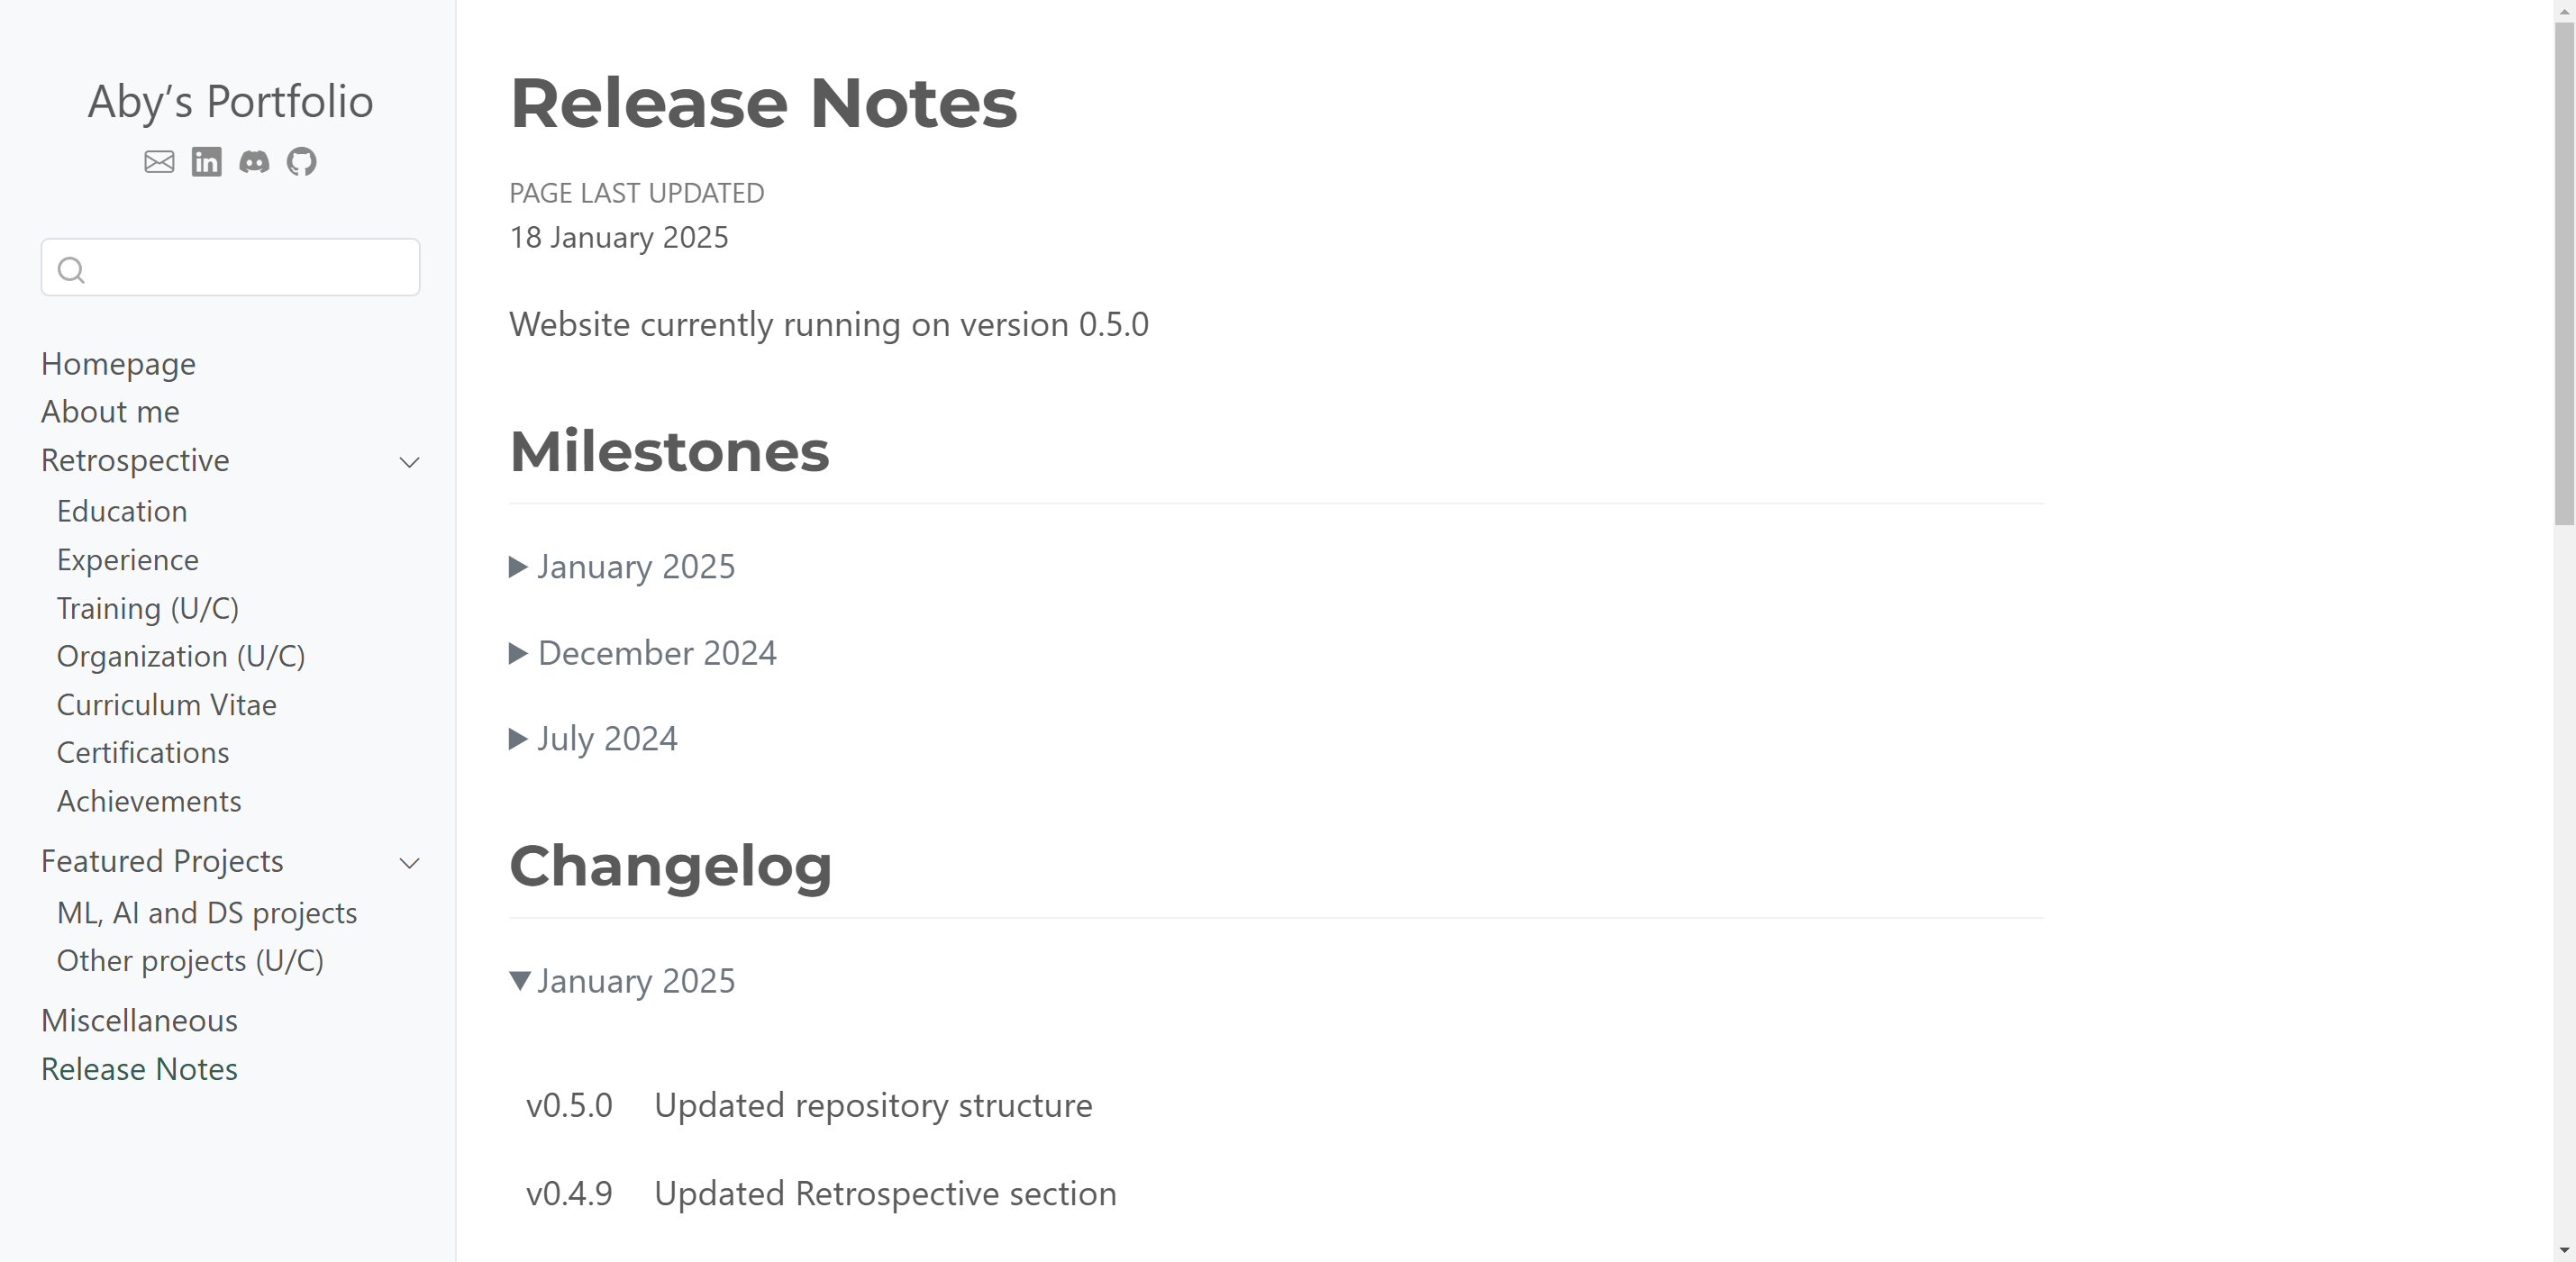 Aby's Portfolio
Homepage
About me
Retrospective
Education
Experience
Training (U/C)
Organization (U/C)
Curriculum Vitae
Certifications
Achievements
Featured Projects
ML, AI and DS projects
Other projects (U/C)
Miscellaneous
Release Notes
Release Notes
PAGE LAST UPDATED
18 January 2025
Website currently running on version 0.5.0
Milestones
January 2025
December 2024
July 2024
Changelog
January 2025
v0.5.0 Updated repository structure
v0.4.9 Updated Retrospective section